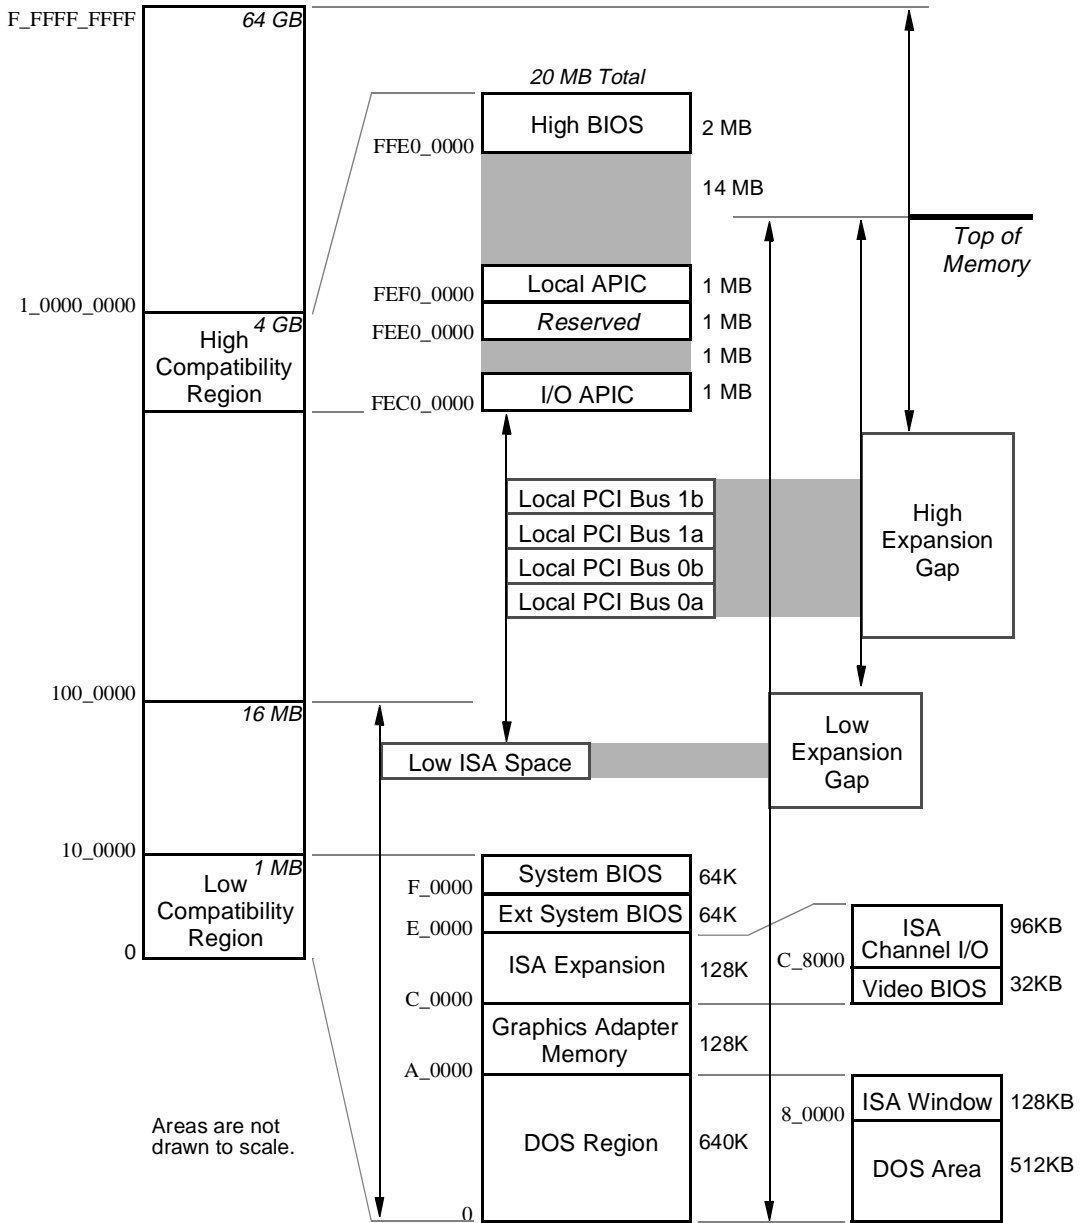 F_FFFF_FFFF
64 GB
1_0000_0000
4 GB
High
Compatibility
Region
100_0000
16 MB
10_0000
1 MB
Low
Compatibility
Region
0
20 MB Total
High BIOS
2 MB
FFE0_0000
14 MB
Local APIC
1 MB
FEF0_0000
Reserved
1 MB
FEE0_0000
1 MB
I/O APIC
1 MB
FEC0_0000
Top of
Memory
Local PCI Bus 1b
Local PCI Bus 1a
Local PCI Bus 0b
Local PCI Bus 0a
High
Expansion
Gap
Low ISA Space
Low
Expansion
Gap
System BIOS
64K
F_0000
Ext System BIOS
64K
E_0000
ISA Expansion
128K
C_0000
Graphics Adapter
Memory
128K
A_0000
DOS Region
640K
0
ISA
Channel I/O
96KB
C_8000
Video BIOS
32KB
ISA Window
128KB
8_0000
DOS Area
512KB
Areas are not
drawn to scale.